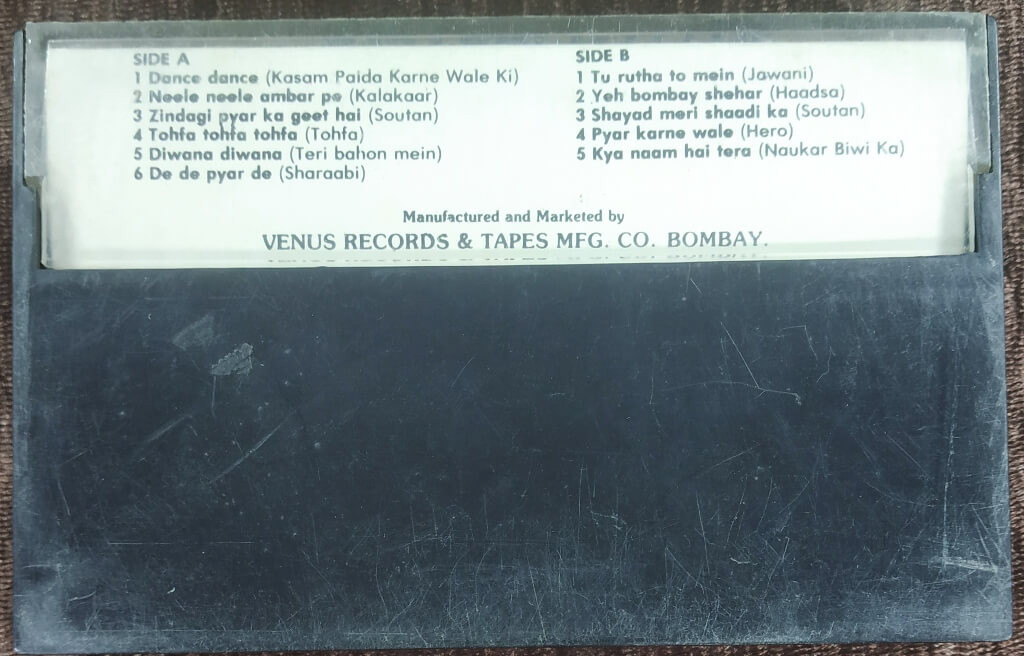 SIDE A
1 Dance dance (Kasam Paida Karne Wale Ki)
2 Neele neele ambar pe (Kalakaar)
3 Zindagi pyar ka geet hai (Soutan)
4 Tohfa tohfa tohfa (Tohfa)
5 Diwana diwana (Teri bahon mein)
6 De de pyar de (Sharaabi)
SIDE B
1 Tu rutha to mein (Jawani)
2 Yeh bombay shehar (Haadsa)
3 Shayad meri shaadi ka (Soutan)
4 Pyar karne wale (Hero)
5 Kya naam hai tera (Naukar Biwi Ka)
Manufactured and Marketed by
VENUS RECORDS & TAPES MFG. CO. BOMBAY.